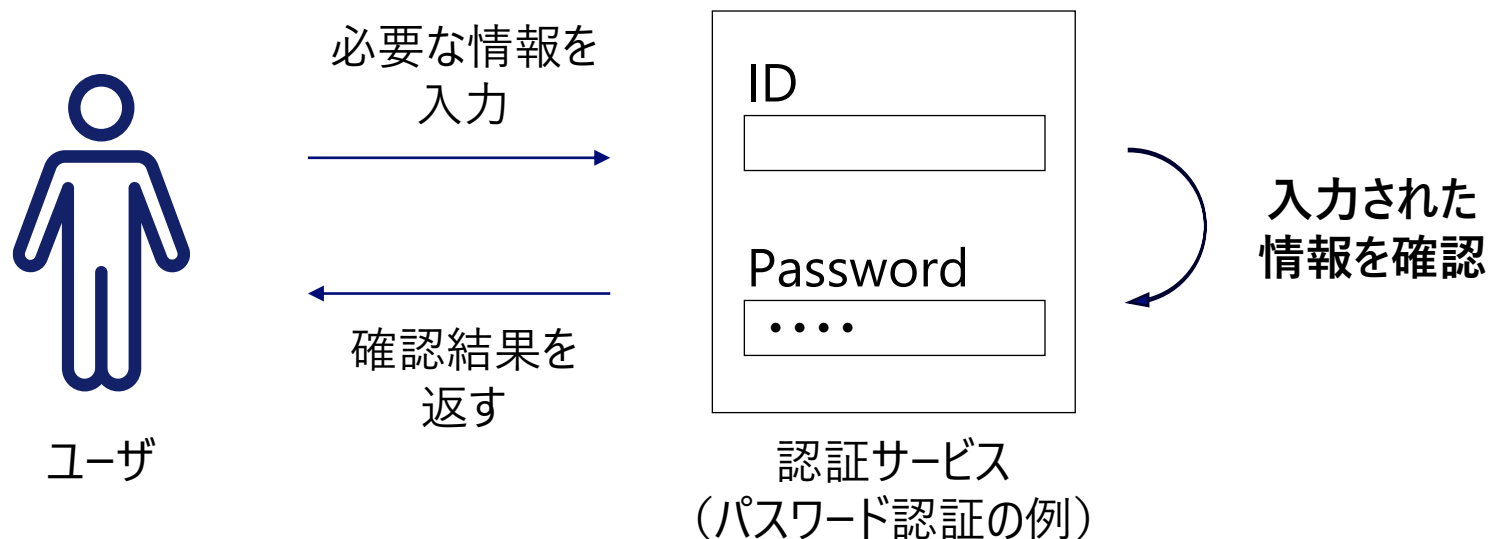 必要な情報を
入力
確認結果を
返す
ユーザ
ID
Password
••••
認証サービス
（パスワード認証の例）
入力された
情報を確認